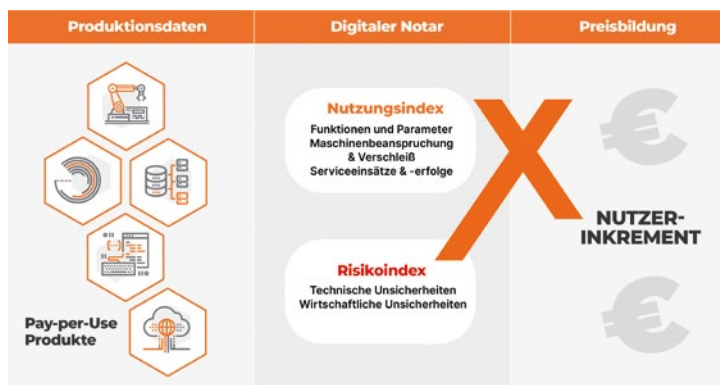 Produktionsdaten
Digitaler Notar
Preisbildung
Nutzungsindex
Funktionen und Parameter
Maschinenbeanspruchung
& Verschleiß
Serviceeinsätze & -erfolge
X
NUTZER-
INKREMENT
Risikoindex
Technische Unsicherheiten
Wirtschaftliche Unsicherheiten
Pay-per-Use
Produkte
€
€